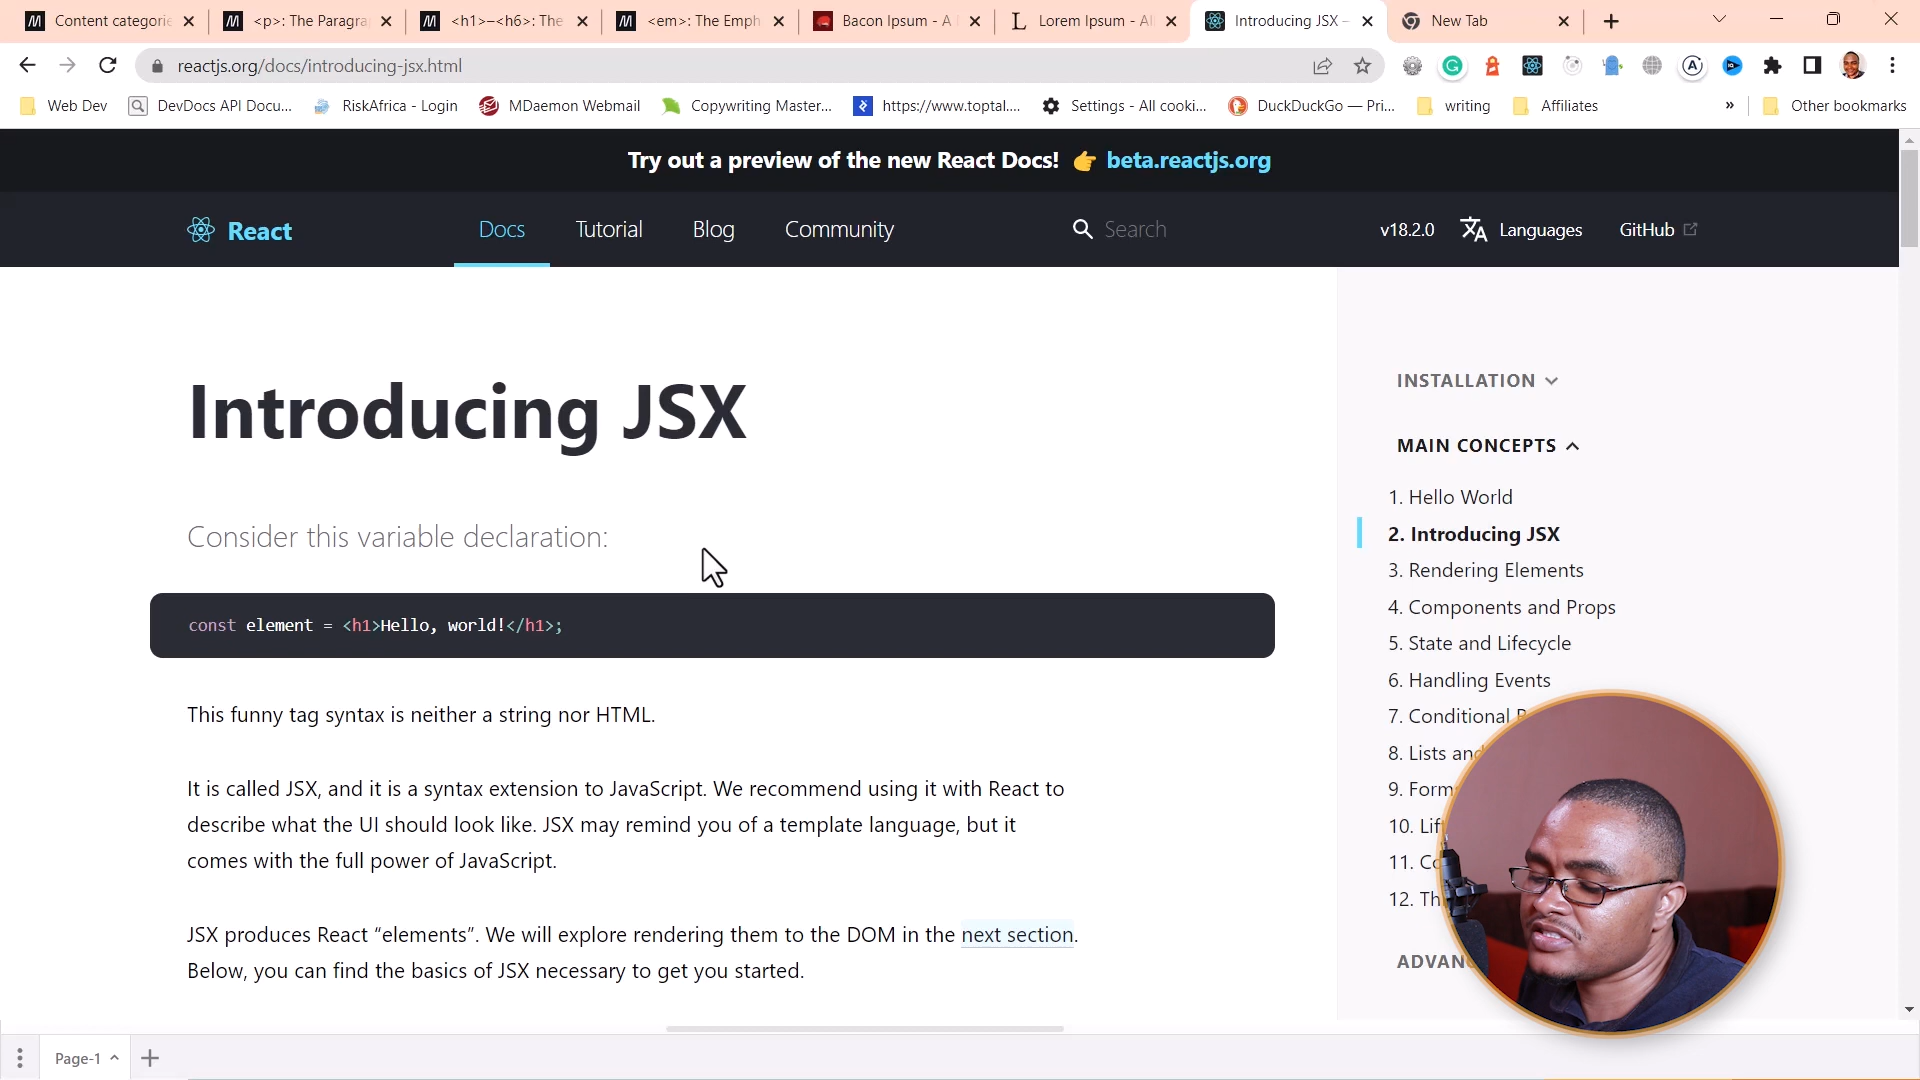 Content categorie
<p>: The Paragra
<h1>–<h6>: The
<em>: The Emph
Bacon Ipsum - A
Lorem Ipsum - All
Introducing JSX –
New Tab
reactjs.org/docs/introducing-jsx.html
Web Dev
DevDocs API Docu...
RiskAfrica - Login
MDaemon Webmail
Copywriting Master...
https://www.toptal....
Settings - All cooki...
DuckDuckGo — Pri...
writing
Affiliates
»
Other bookmarks
Try out a preview of the new React Docs! 👉 beta.reactjs.org
React
Docs
Tutorial
Blog
Community
Search
v18.2.0
Languages
GitHub
Introducing JSX
Consider this variable declaration:
const element = <h1>Hello, world!</h1>;
This funny tag syntax is neither a string nor HTML.
It is called JSX, and it is a syntax extension to JavaScript. We recommend using it with React to
describe what the UI should look like. JSX may remind you of a template language, but it
comes with the full power of JavaScript.
JSX produces React “elements”. We will explore rendering them to the DOM in the next section.
Below, you can find the basics of JSX necessary to get you started.
INSTALLATION
MAIN CONCEPTS
1. Hello World
2. Introducing JSX
3. Rendering Elements
4. Components and Props
5. State and Lifecycle
6. Handling Events
7. Conditional
8. Lists and
9. Form
10. Lif
11. Co
12. Th
ADVAN
Page-1